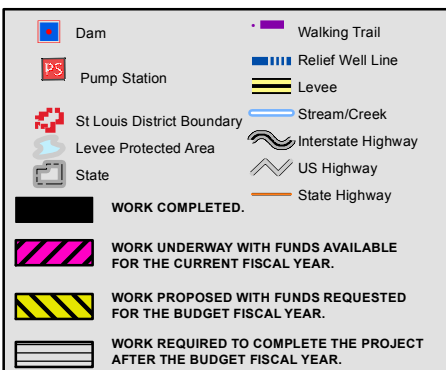 Dam
PS
Pump Station
St Louis District Boundary
Levee Protected Area
State
Walking Trail
Relief Well Line
Levee
Stream/Creek
Interstate Highway
US Highway
State Highway
WORK COMPLETED.
WORK UNDERWAY WITH FUNDS AVAILABLE
FOR THE CURRENT FISCAL YEAR.
WORK PROPOSED WITH FUNDS REQUESTED
FOR THE BUDGET FISCAL YEAR.
WORK REQUIRED TO COMPLETE THE PROJECT
AFTER THE BUDGET FISCAL YEAR.